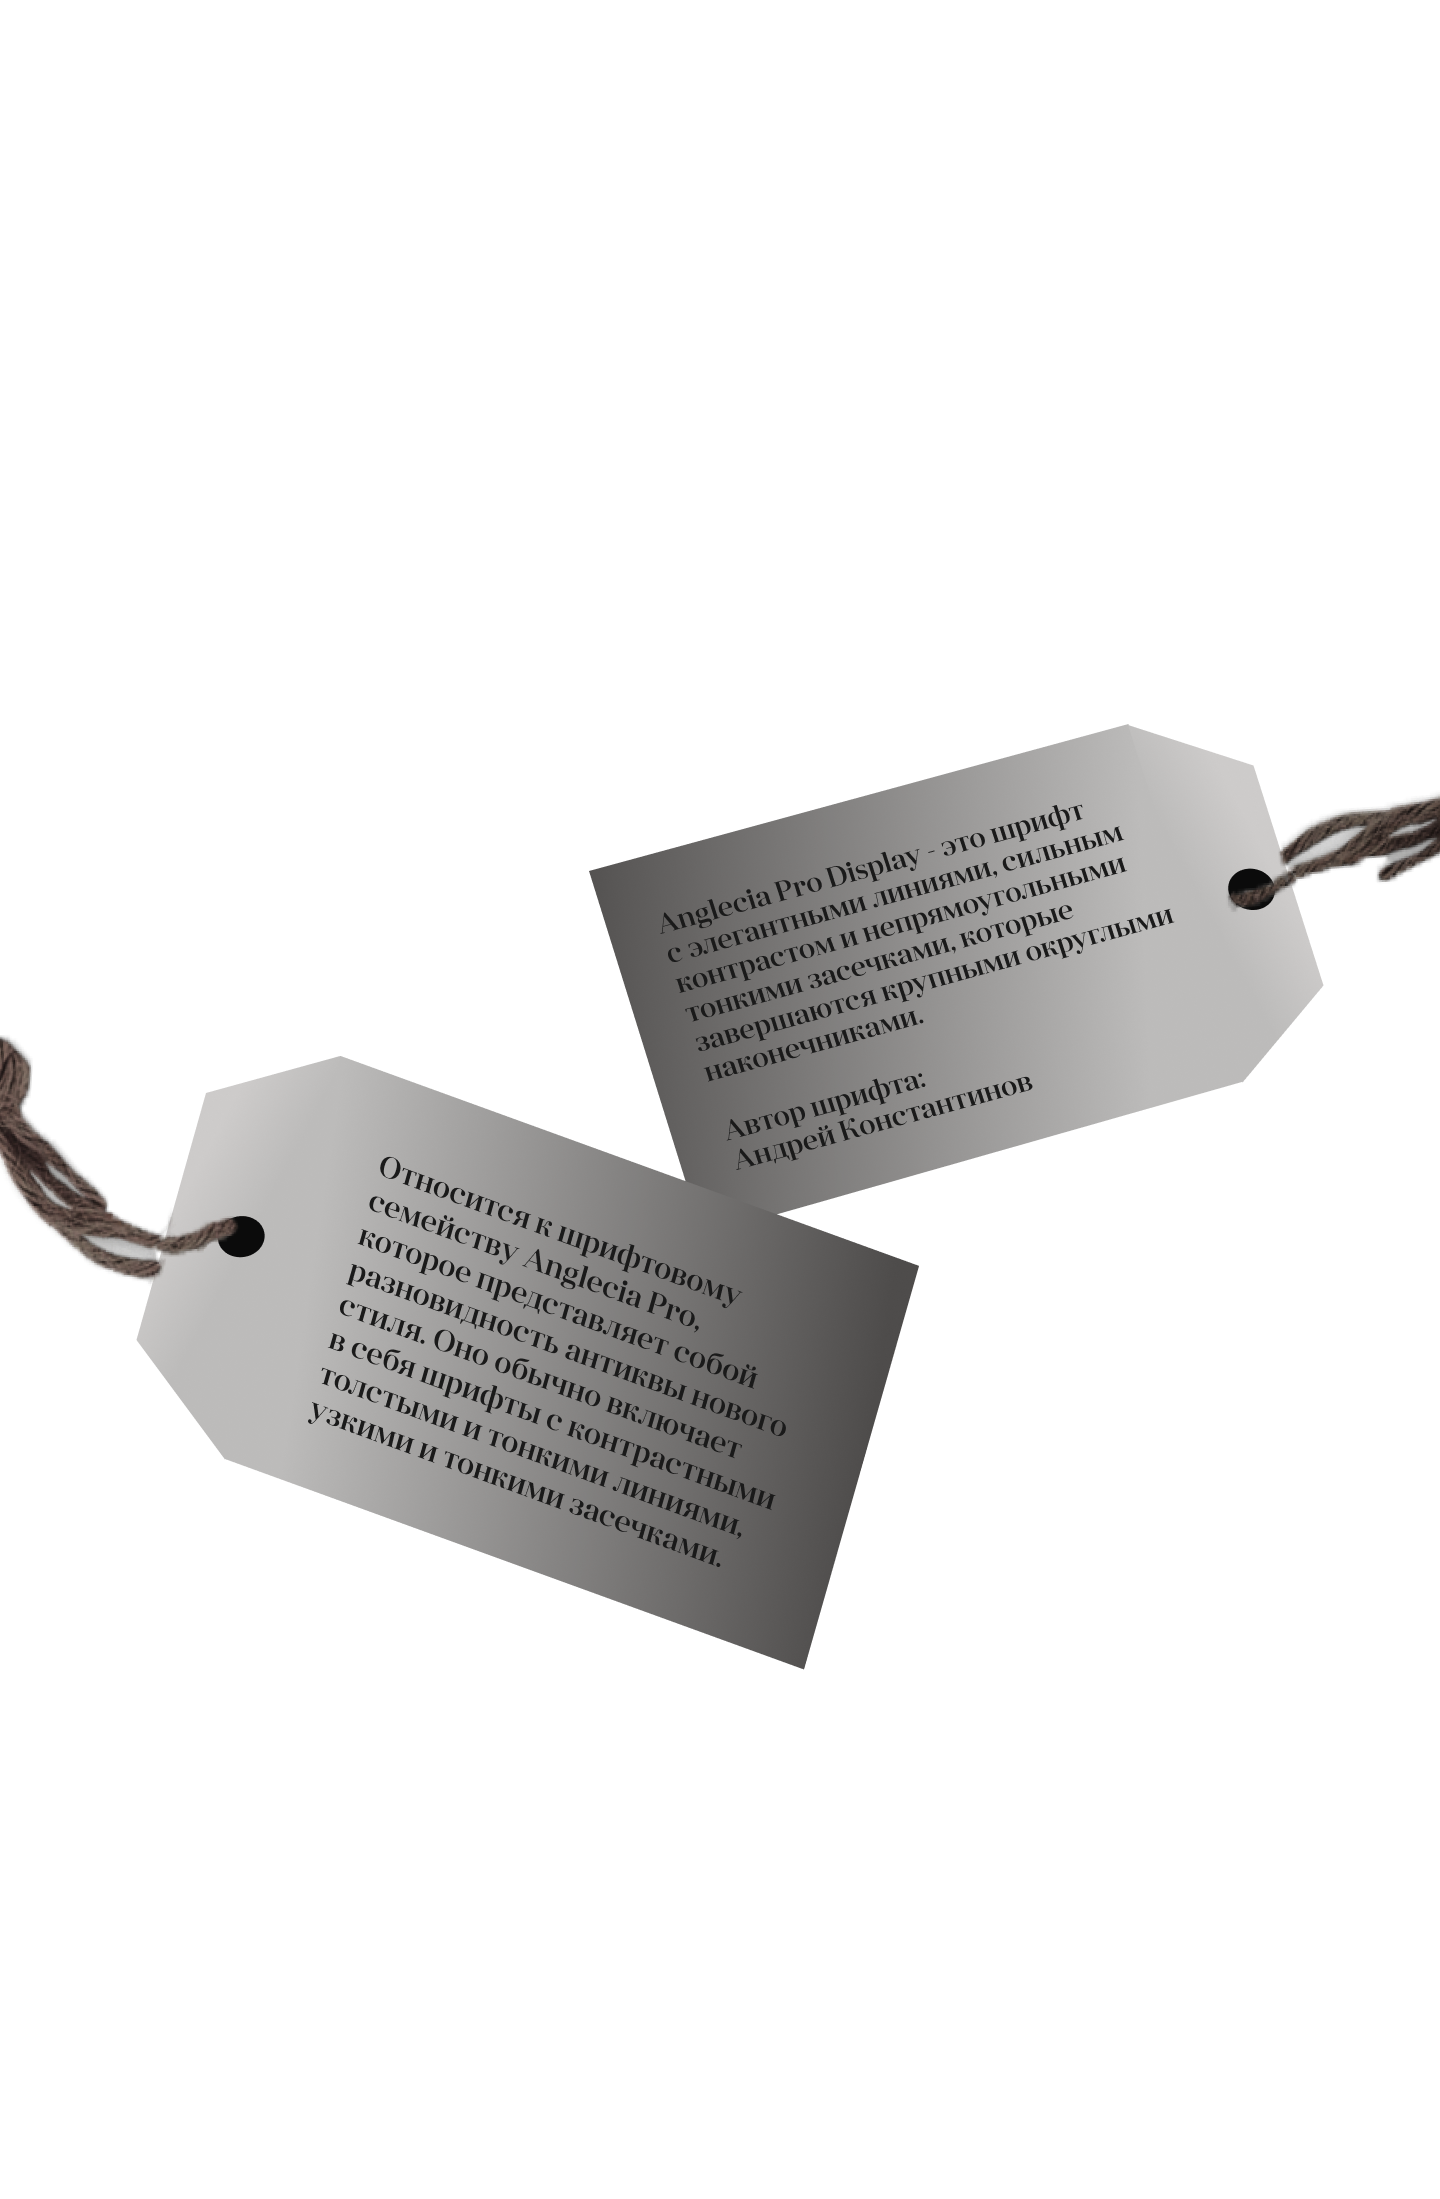 Anglecia Pro Display - это шрифт
с элегантными линиями, сильным
контрастом и непрямоугольными
тонкими засечками, которые
завершаются крупными округлыми
наконечниками.
Автор шрифта:
Андрей Константинов
Относится к шрифтовому
семейству Anglecia Pro,
которое представляет собой
разновидность антиквы нового
стиля. Оно обычно включает
в себя шрифты с контрастными
толстыми и тонкими линиями,
узкими и тонкими засечками.